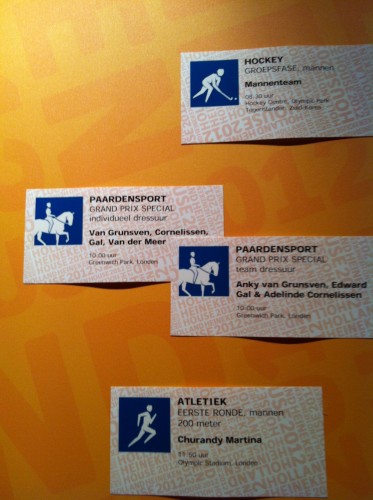 HOCKEY
GROEPSFASE, mannen
Mannenteam
Hockey Centre, Olympic Park
PAARDENSPORT
GRAND PRIX SPECIAL
individueel dressuur
Van Grunsven, Cornelissen,
Gal, Van der Meer
10:00 uur
Greenwich Park, Londen
PAARDENSPORT
GRAND PRIX SPECIAL
team dressuur
Anky van Grunsven, Edward
Gal & Adelinde Cornelissen
10:00 uur
Greenwich Park, Londen
ATLETIEK
EERSTE RONDE, mannen
200 meter
Churandy Martina
11:50 uur
Olympic Stadium, Londen